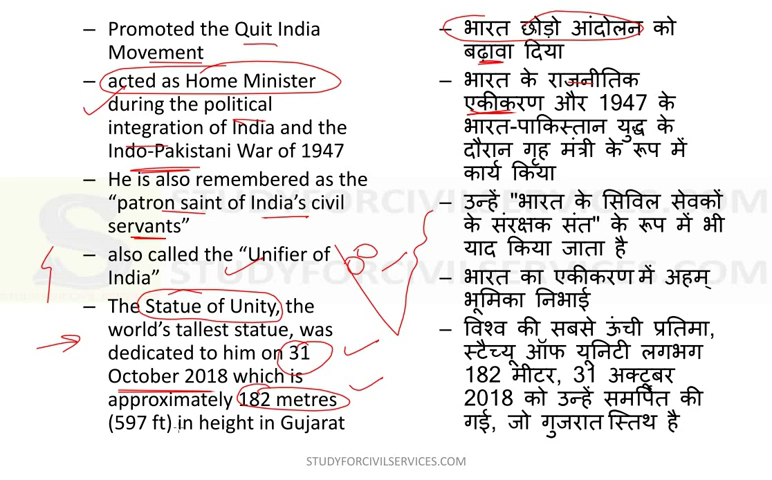 – Promoted the Quit India
Movement
– acted as Home Minister
during the political
integration of India and the
Indo-Pakistani War of 1947
– He is also remembered as the
“patron saint of India’s civil
servants”
– also called the “Unifier of
India”
– The Statue of Unity, the
world’s tallest statue, was
dedicated to him on 31
October 2018 which is
approximately 182 metres
(597 ft) in height in Gujarat
– भारत छोड़ो आंदोलन को
बढ़ावा दिया
– भारत के राजनीतिक
एकीकरण और 1947 के
भारत-पाकिस्तान युद्ध के
दौरान गृह मंत्री के रूप में
कार्य किया
– उन्हें "भारत के सिविल सेवकों
के संरक्षक संत" के रूप में भी
याद किया जाता है
– भारत का एकीकरण में अहम्
भूमिका निभाई
– विश्व की सबसे ऊंची प्रतिमा,
स्टैच्यू ऑफ यूनिटी लगभग
182 मीटर, 31 अक्टूबर
2018 को उन्हें समर्पित की
गई, जो गुजरात स्तिथ है
STUDYFORCIVILSERVICES.COM
STUDYFORCIVILSERVICES.COM
STUDYFORCIVILSERVICES.COM